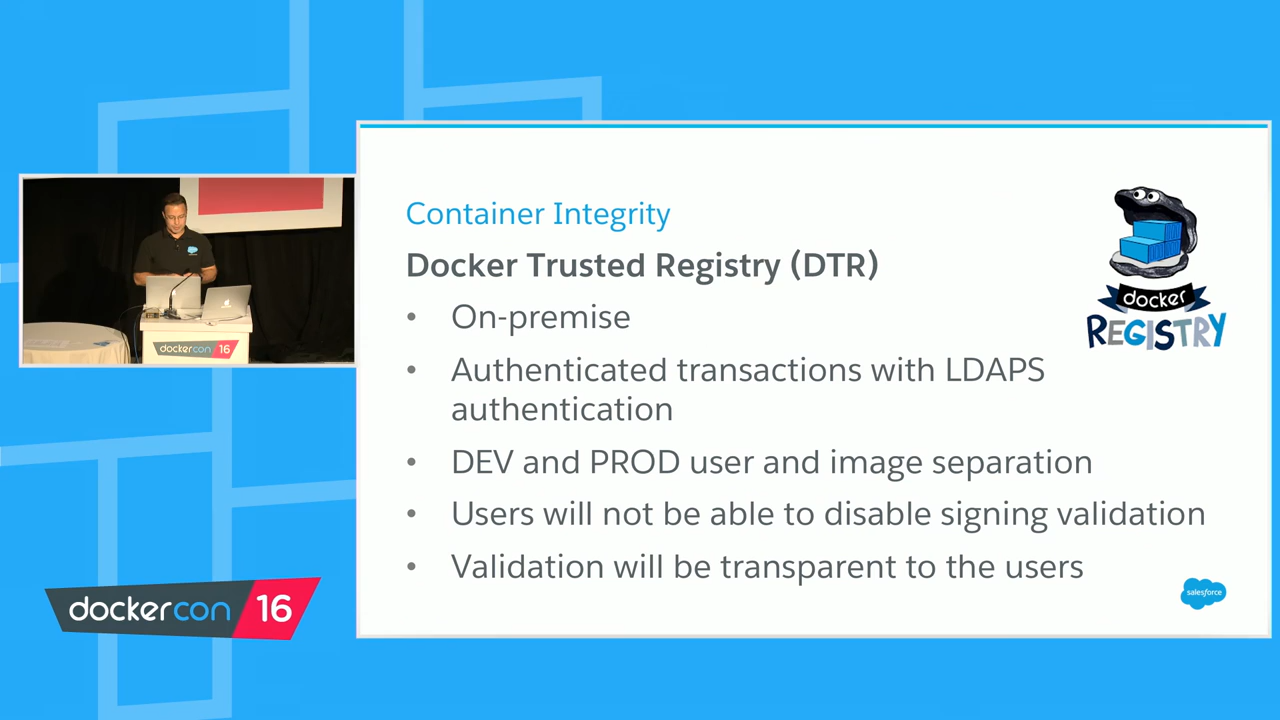 Container Integrity
Docker Trusted Registry (DTR)
• On-premise
• Authenticated transactions with LDAPS
authentication
• DEV and PROD user and image separation
• Users will not be able to disable signing validation
• Validation will be transparent to the users
docker
REGISTRY
salesforce
dockercon 16
dockercon 16